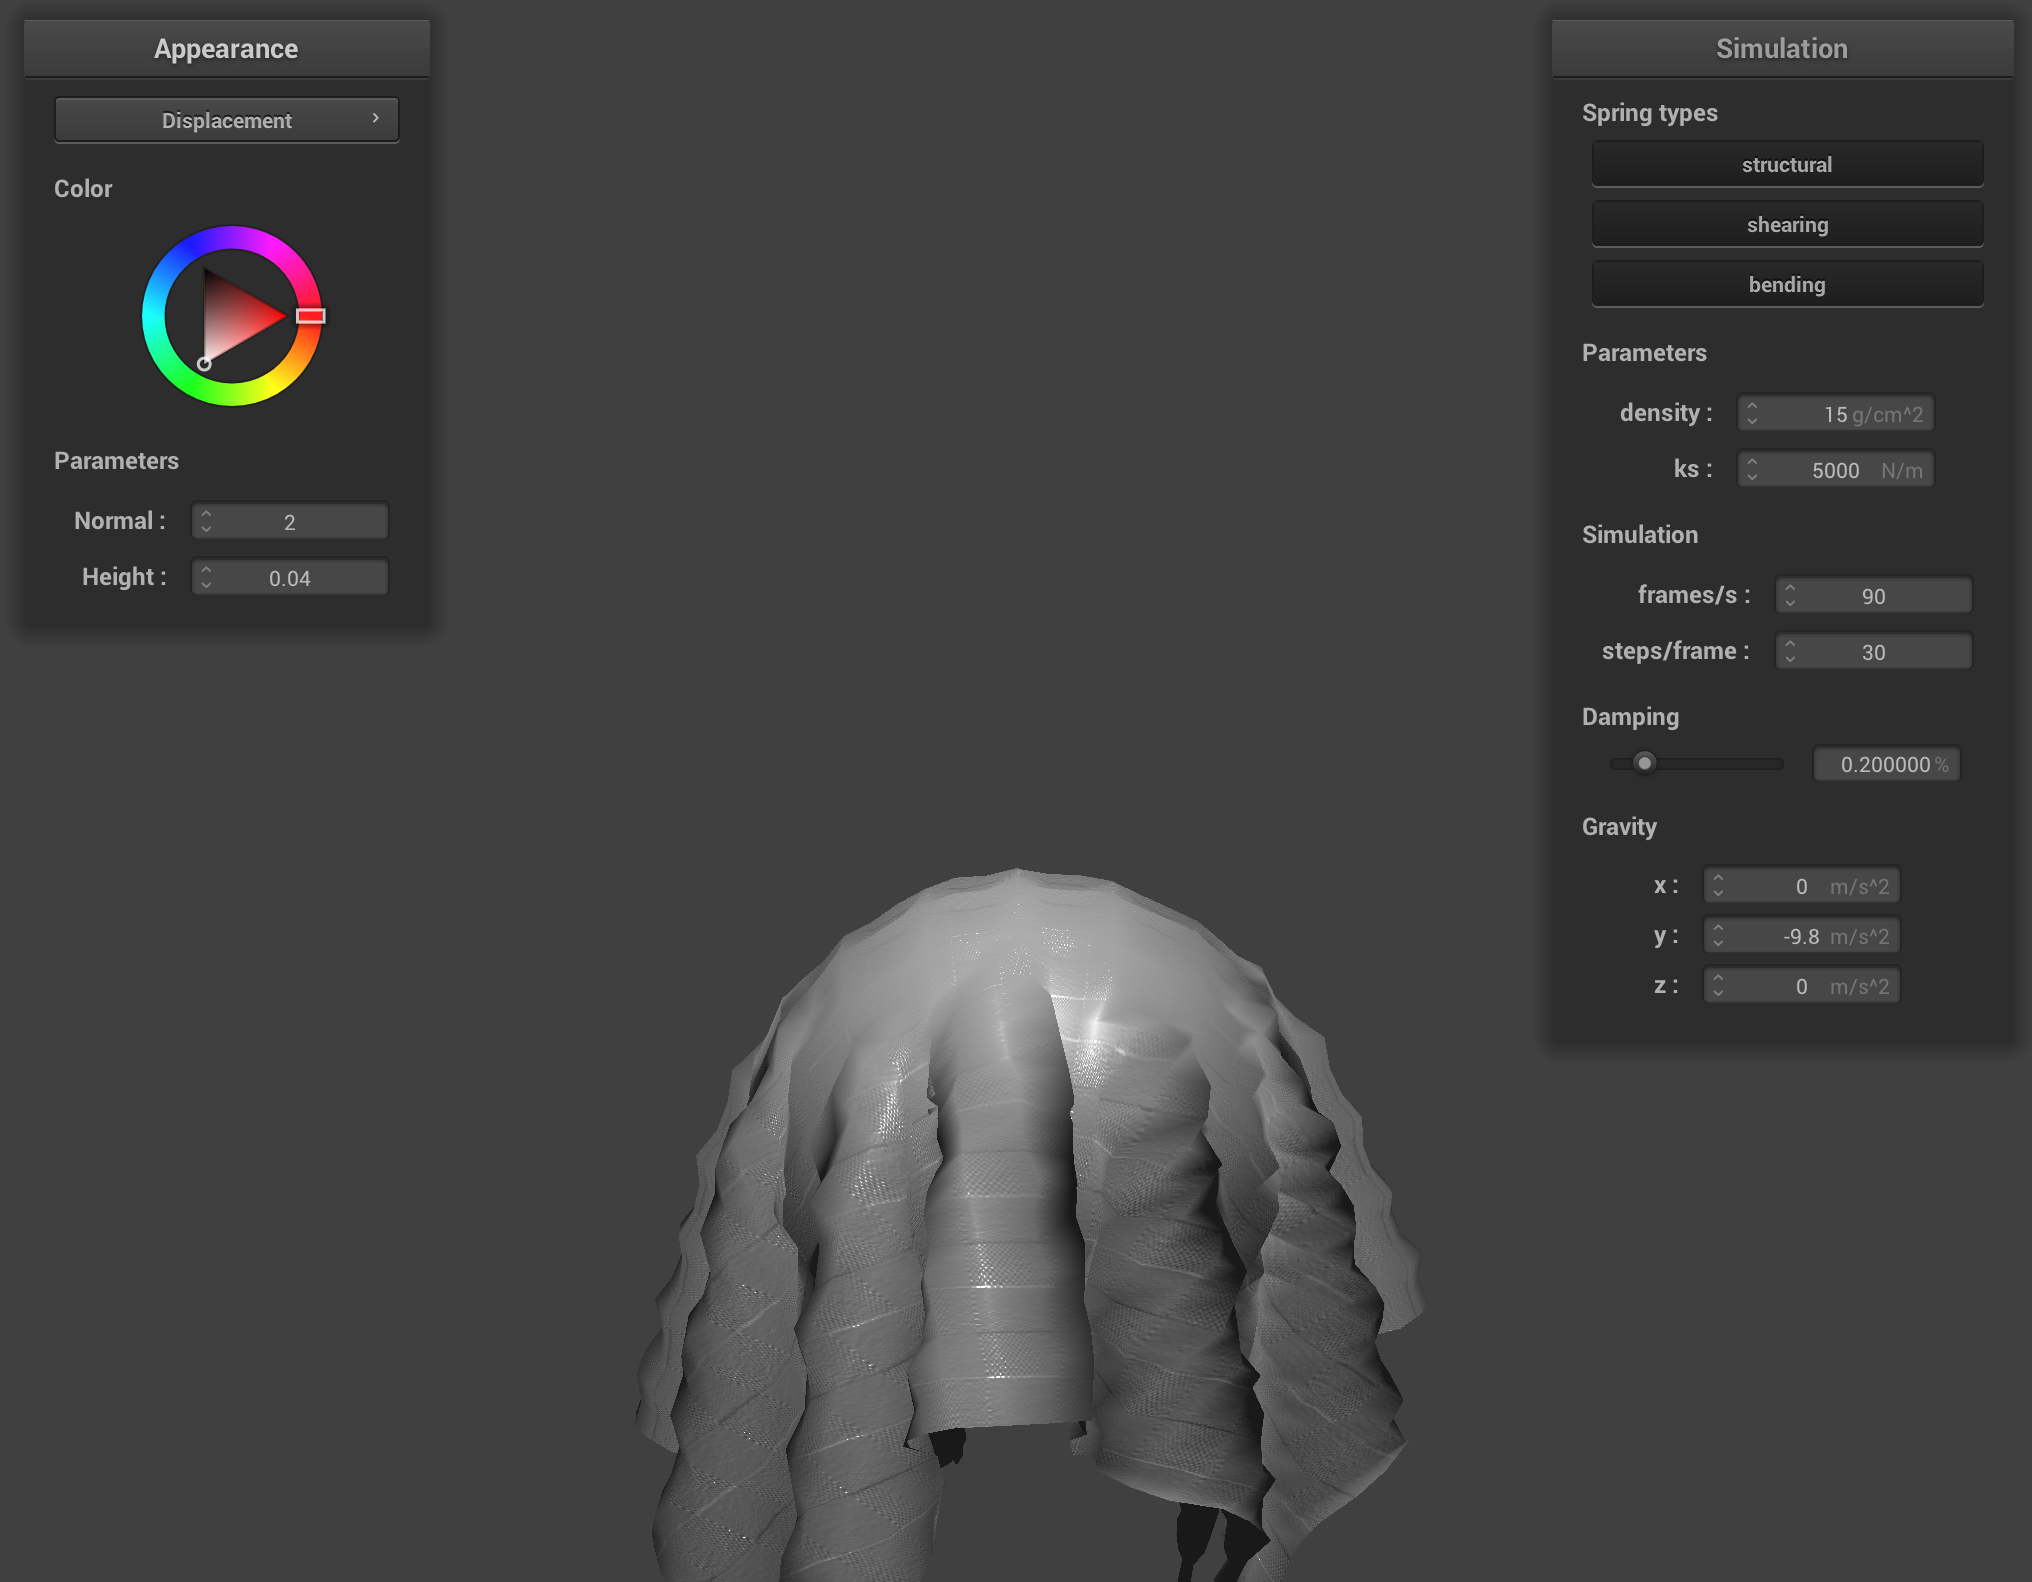 Appearance
Displacement
Color
Parameters
Normal : 2
Height : 0.04
Simulation
Spring types
structural
shearing
bending
Parameters
density : 15 g/cm^2
ks : 5000 N/m
Simulation
frames/s : 90
steps/frame : 30
Damping
0.200000 %
Gravity
x : 0 m/s^2
y : -9.8 m/s^2
z : 0 m/s^2